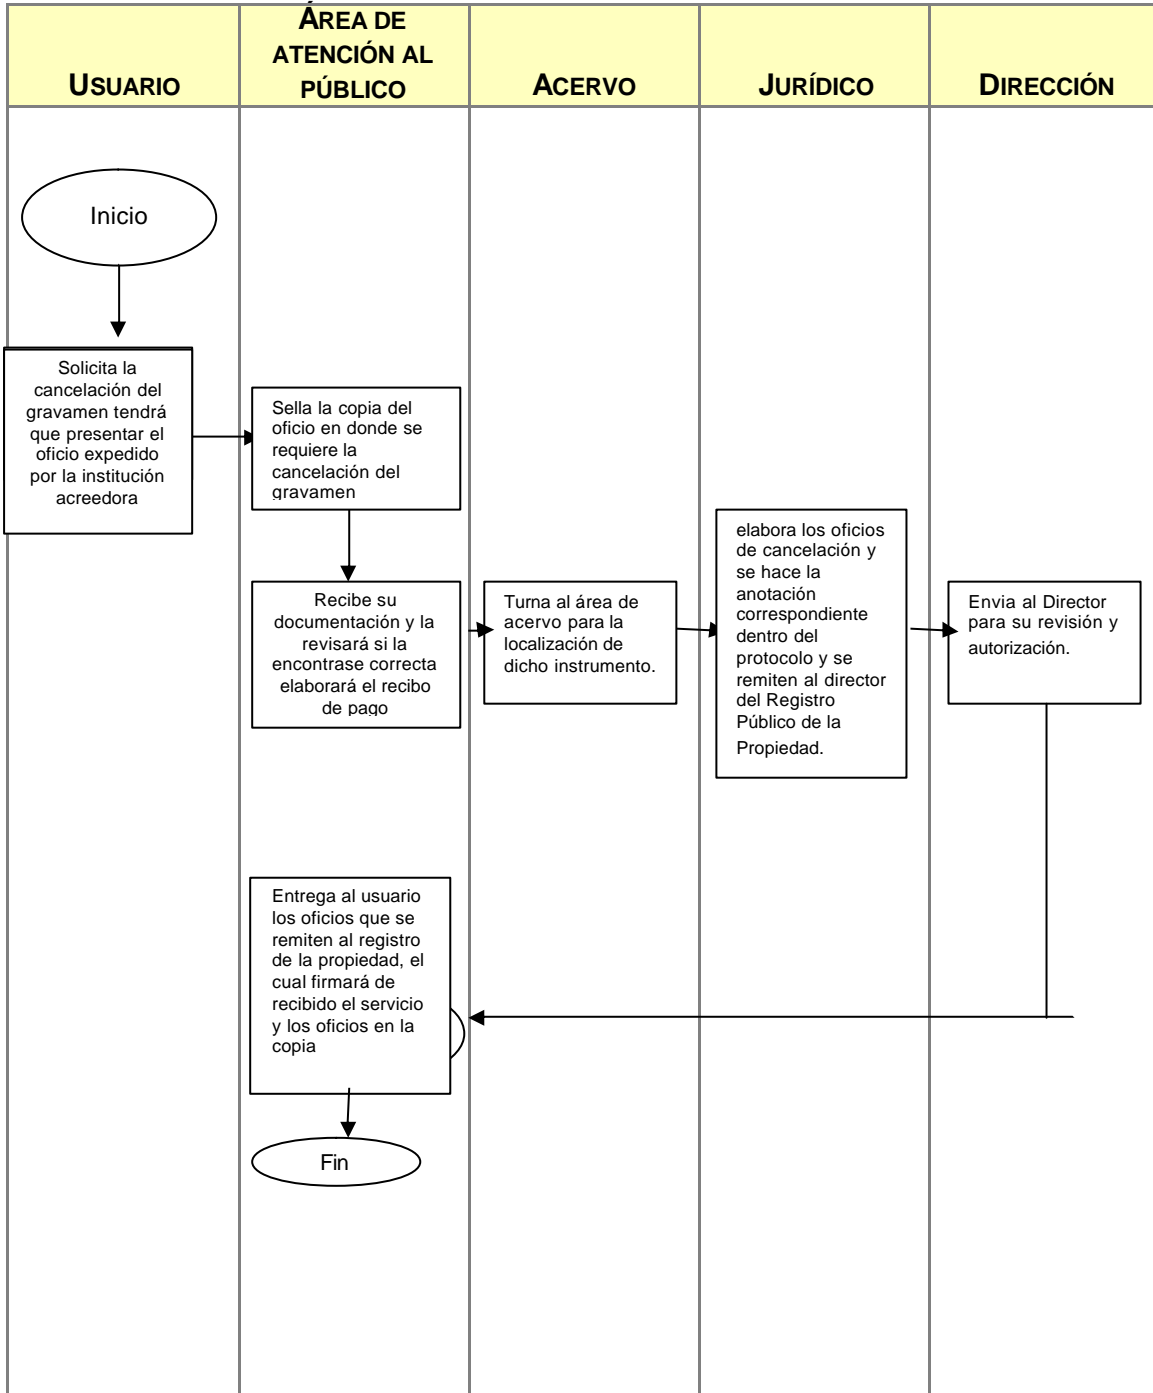 USUARIO
ÁREA DE
ATENCIÓN AL
PÚBLICO
ACERVO
JURÍDICO
DIRECCIÓN
Inicio
Solicita la
cancelación del
gravamen tendrá
que presentar el
oficio expedido
por la institución
acreedora
Sella la copia del
oficio en donde se
requiere la
cancelación del
gravamen
Recibe su
documentación y la
revisará si la
encontrase correcta
elaborará el recibo
de pago
Turna al área de
acervo para la
localización de
dicho instrumento.
elabora los oficios
de cancelación y
se hace la
anotación
correspondiente
dentro del
protocolo y se
remiten al director
del Registro
Público de la
Propiedad.
Envia al Director
para su revisión y
autorización.
Entrega al usuario
los oficios que se
remiten al registro
de la propiedad, el
cual firmará de
recibido el servicio
y los oficios en la
copia
Fin